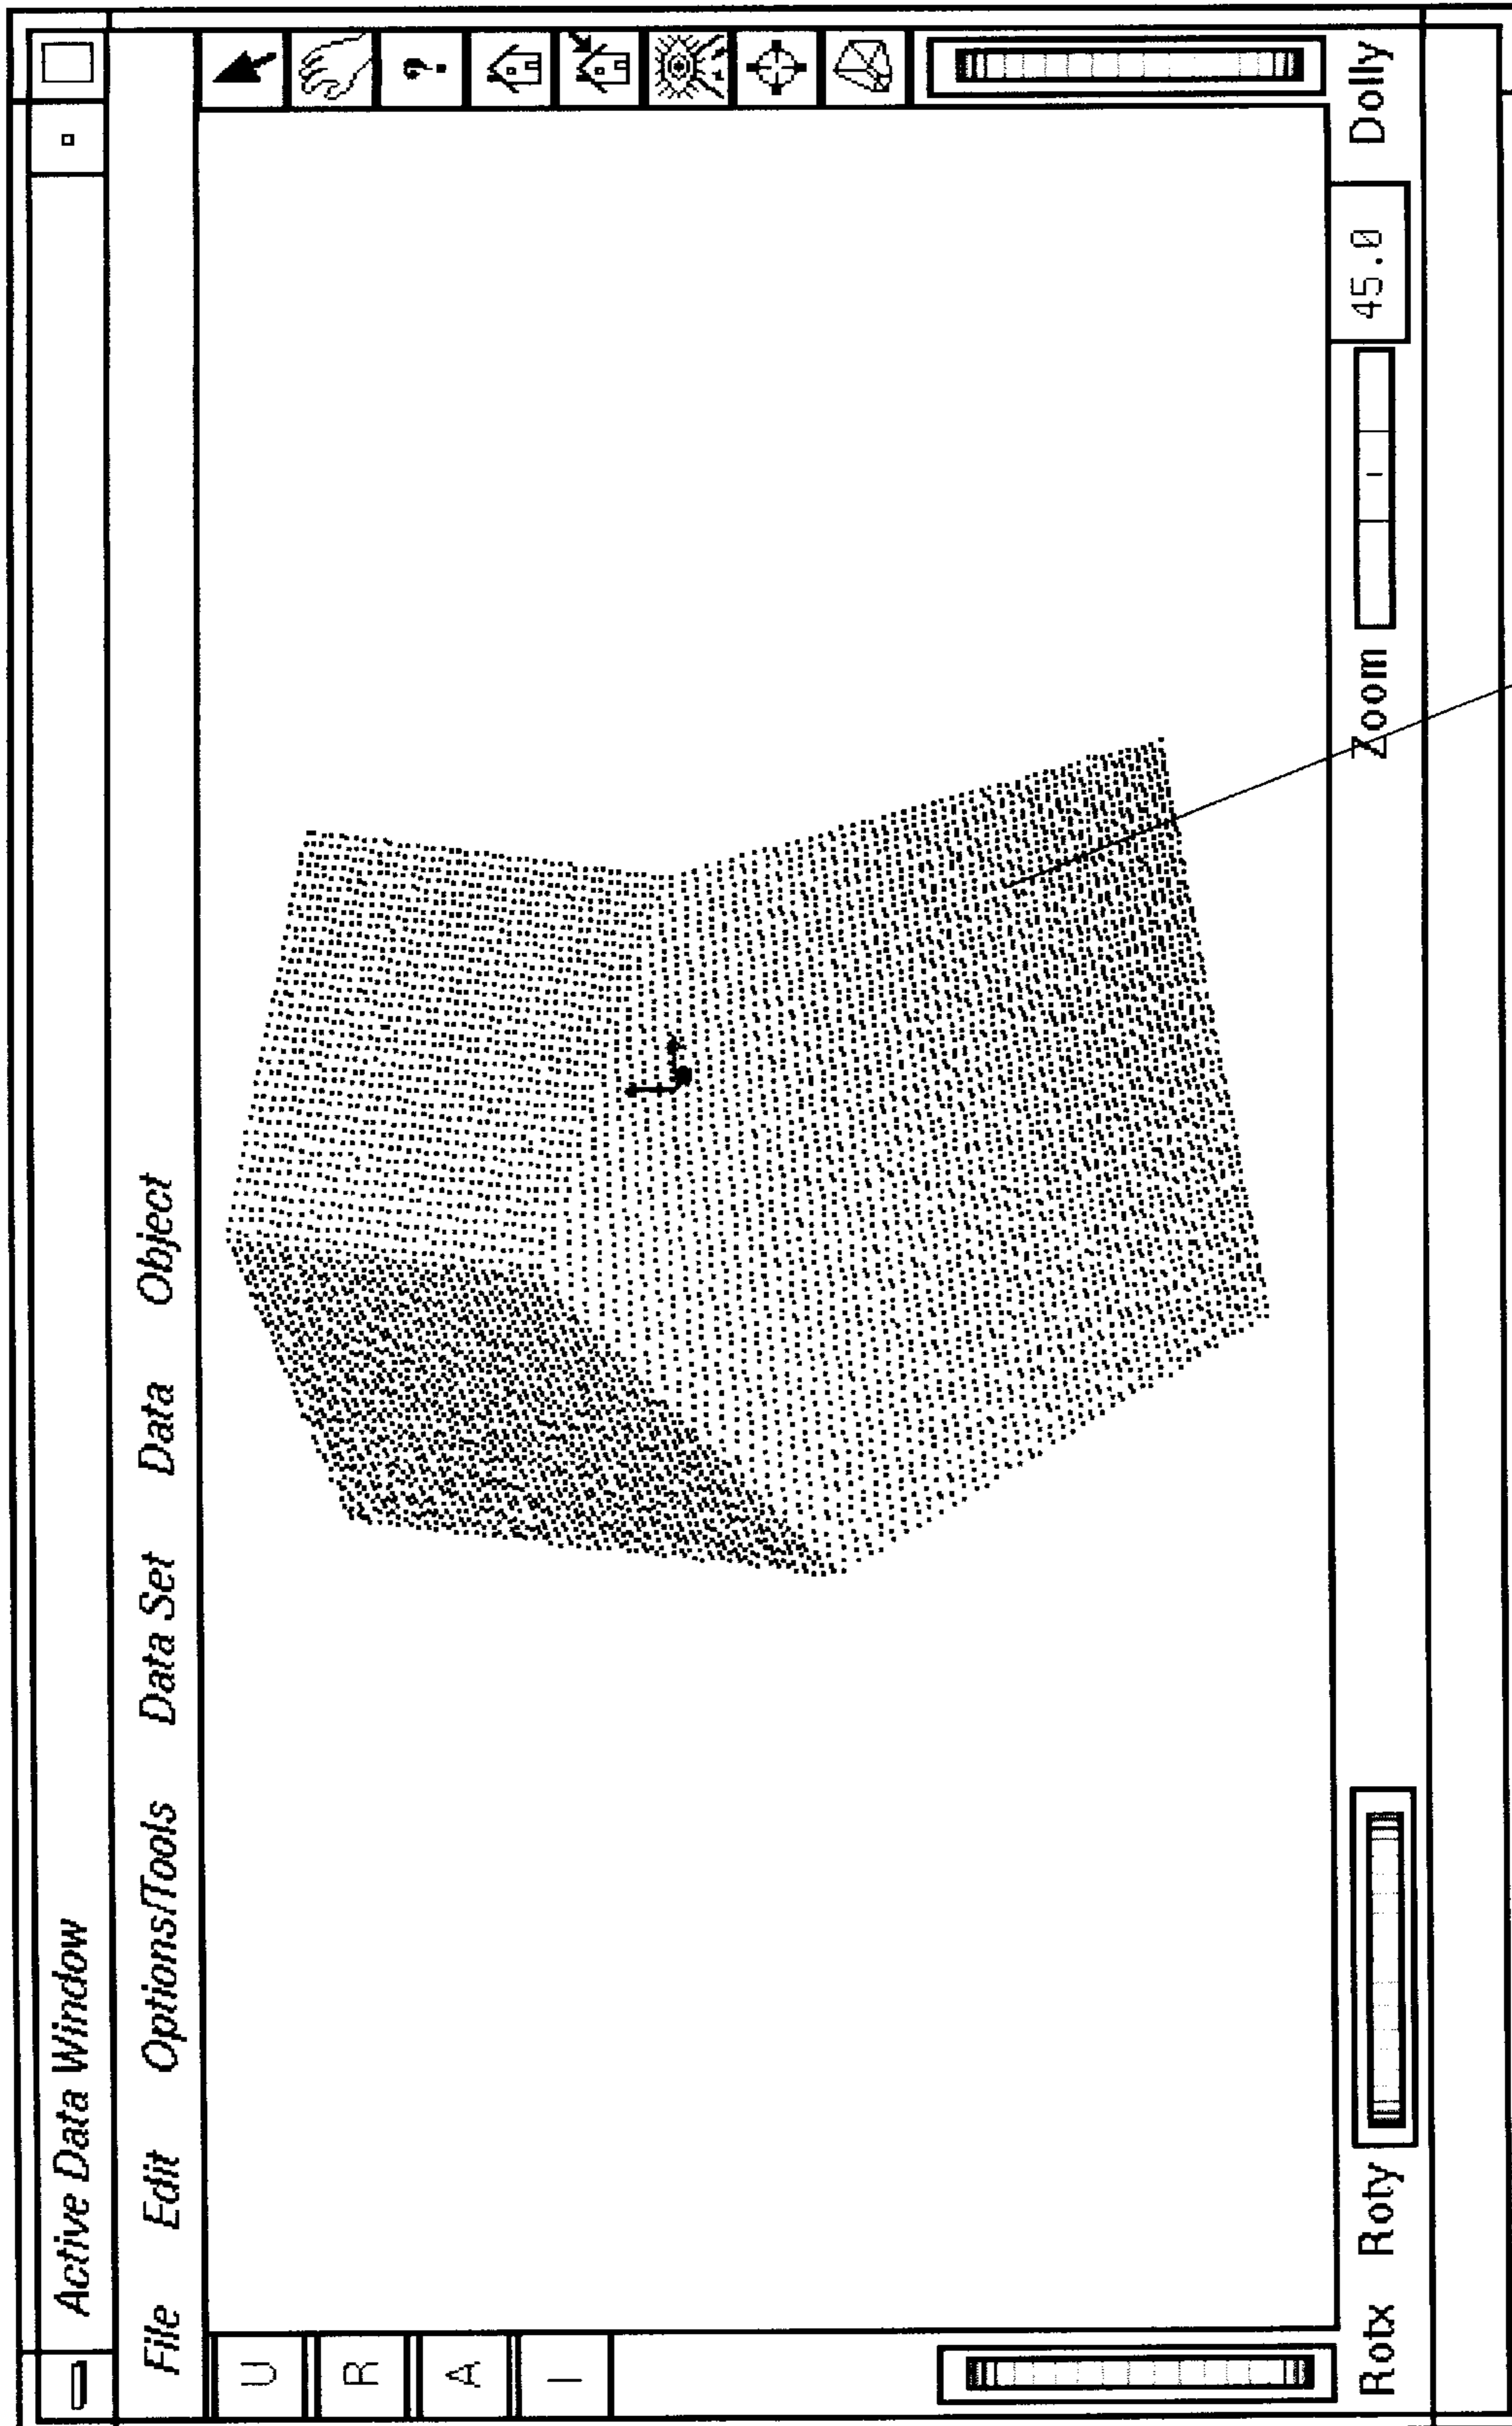 Active Data Window
File Edit Options/Tools Data Set Data Object
U
R
A
I
?
Rotx Roty Zoom 45.0 Dolly